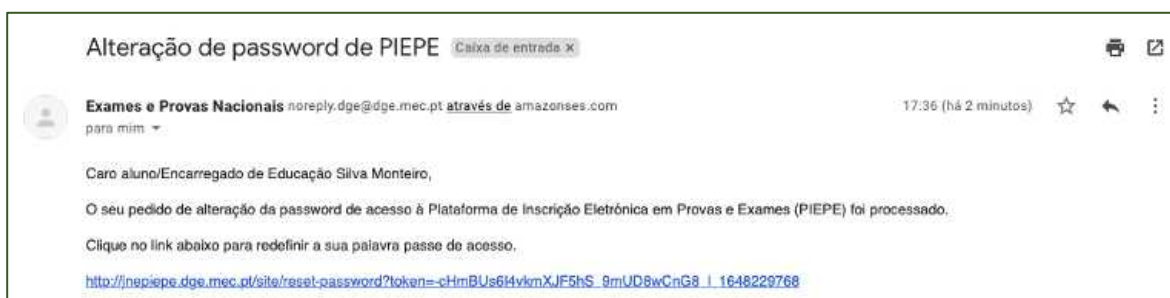 Alteração de password de PIEPE Caixa de entrada ×
Exames e Provas Nacionais noreply.dge@dge.mec.pt através de amazonses.com 17:36 (há 2 minutos)
para mim
Caro aluno/Encarregado de Educação Silva Monteiro,
O seu pedido de alteração da password de acesso à Plataforma de Inscrição Eletrónica em Provas e Exames (PIEPE) foi processado.
Clique no link abaixo para redefinir a sua palavra passe de acesso.
http://jnepiepe.dge.mec.pt/site/reset-password?token=-cHmBUs6I4vkmXJF5hS_9mUD8wCnG8_I_1648229768